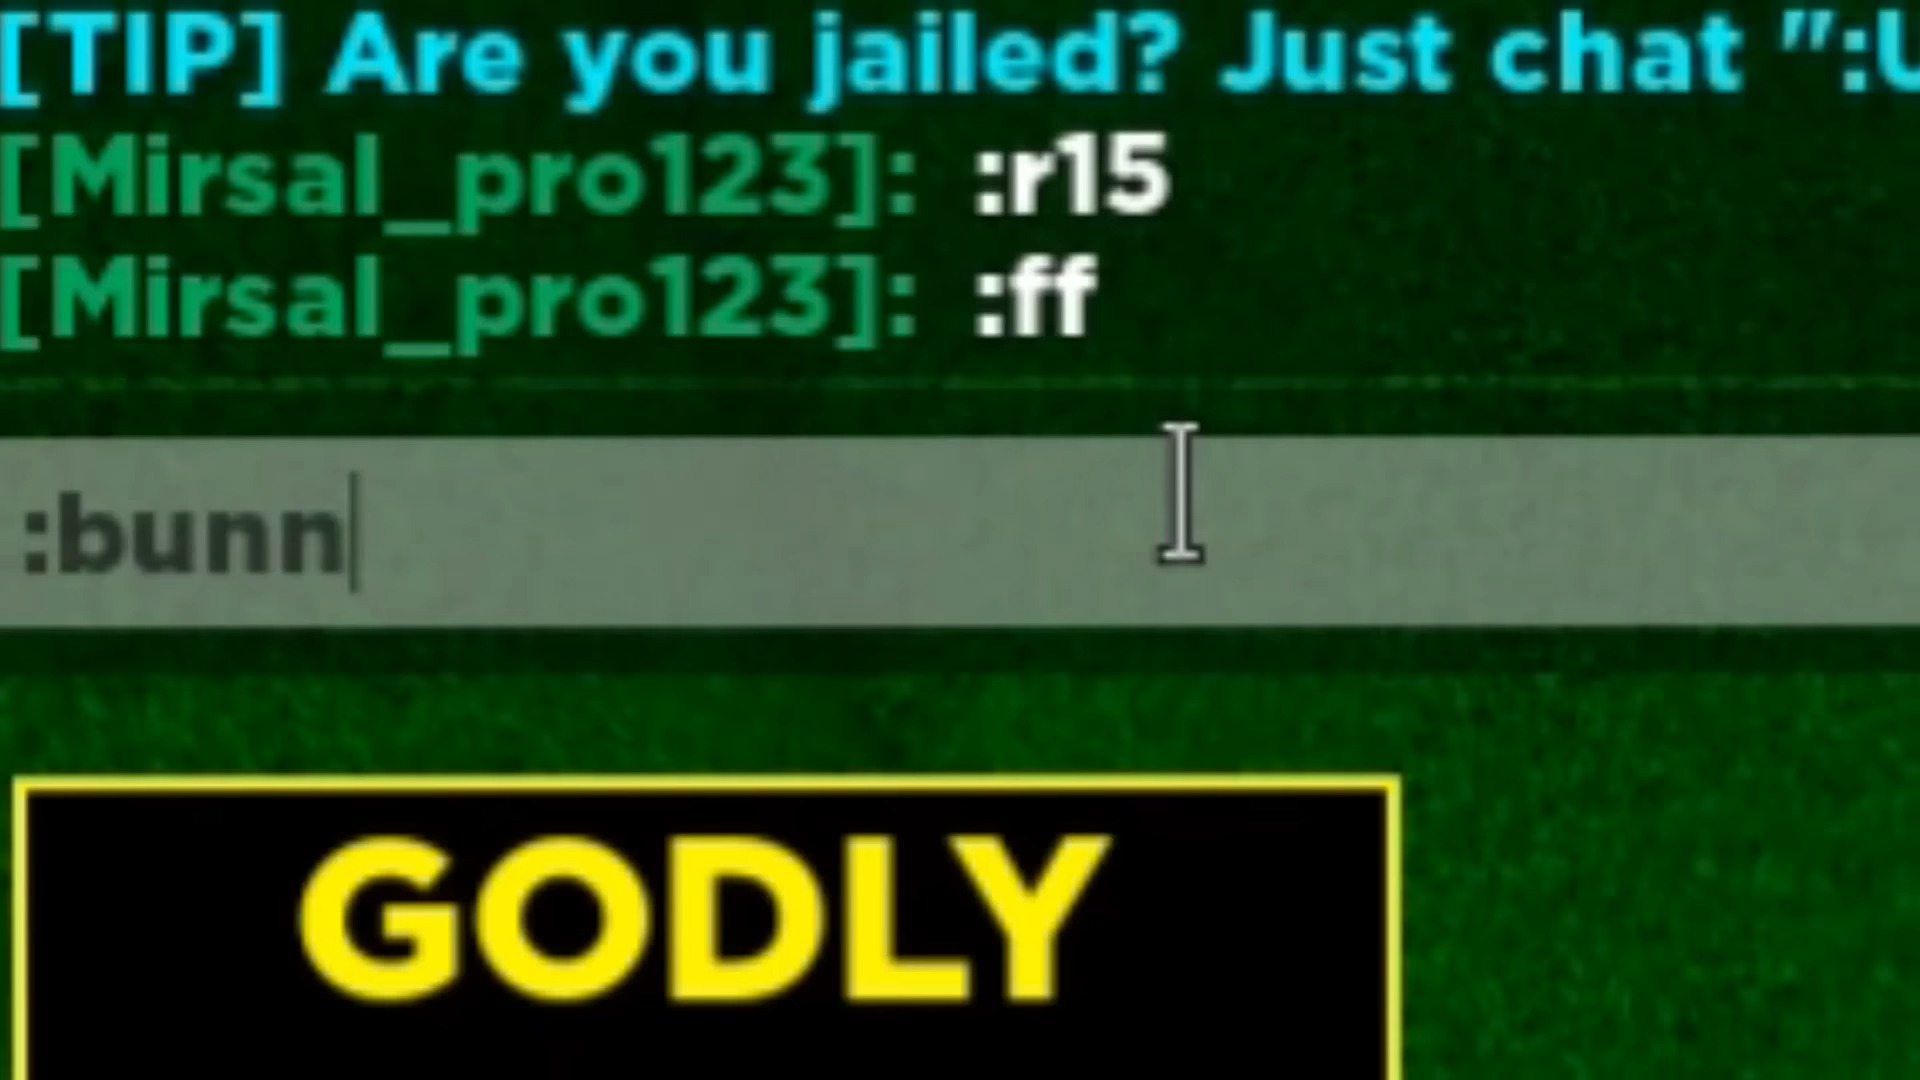 [TIP] Are you jailed? Just chat ":U
[Mirsal_pro123]: :r15
[Mirsal_pro123]: :ff
:bunn
GODLY